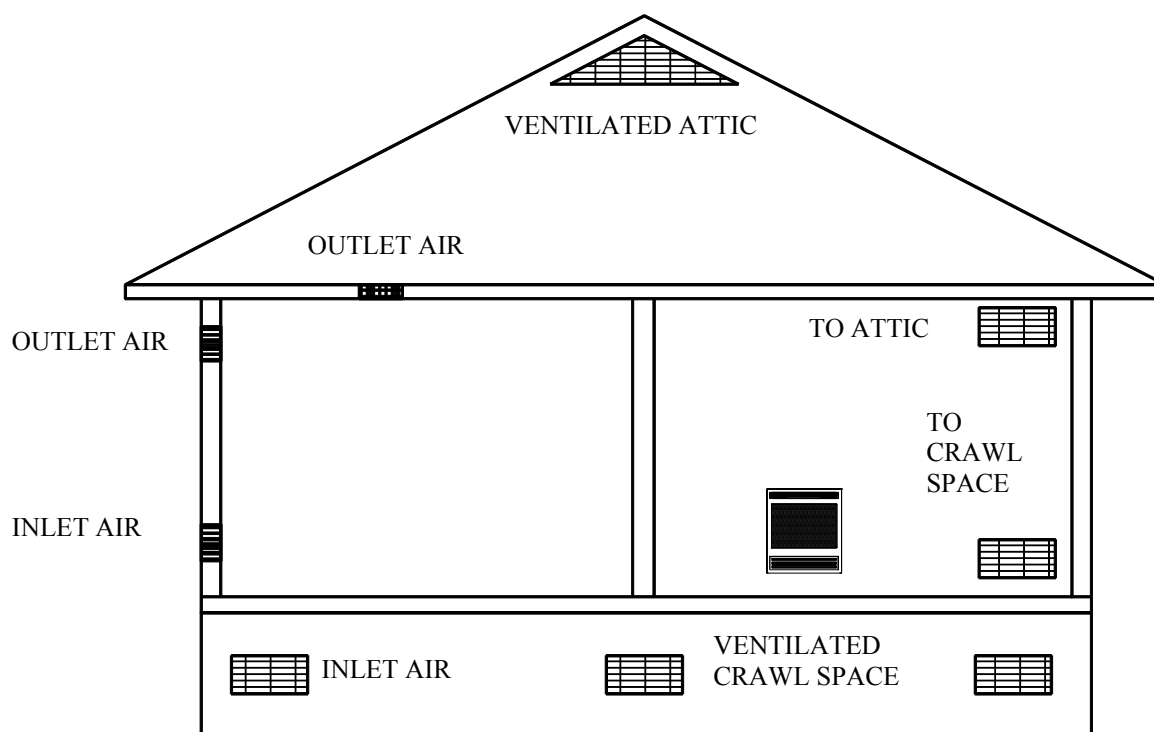 VENTILATED ATTIC
OUTLET AIR
OUTLET AIR
TO ATTIC
TO
CRAWL
SPACE
INLET AIR
INLET AIR
VENTILATED
CRAWL SPACE